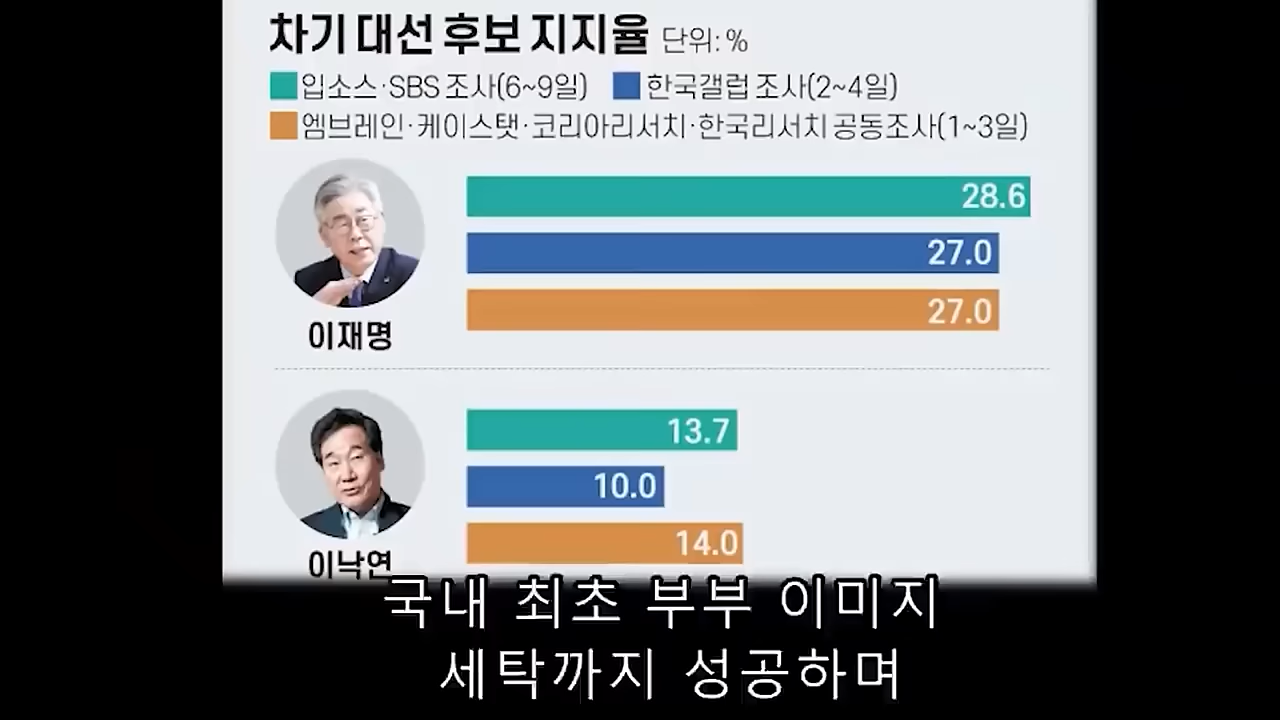 차기 대선 후보 지지율 단위: %
입소스·SBS 조사(6~9일) 한국갤럽 조사(2~4일)
엠브레인·케이스탯·코리아리서치·한국리서치 공동조사(1~3일)
28.6
27.0
27.0
이재명
13.7
10.0
14.0
이낙연
국내 최초 부부 이미지
세탁까지 성공하며